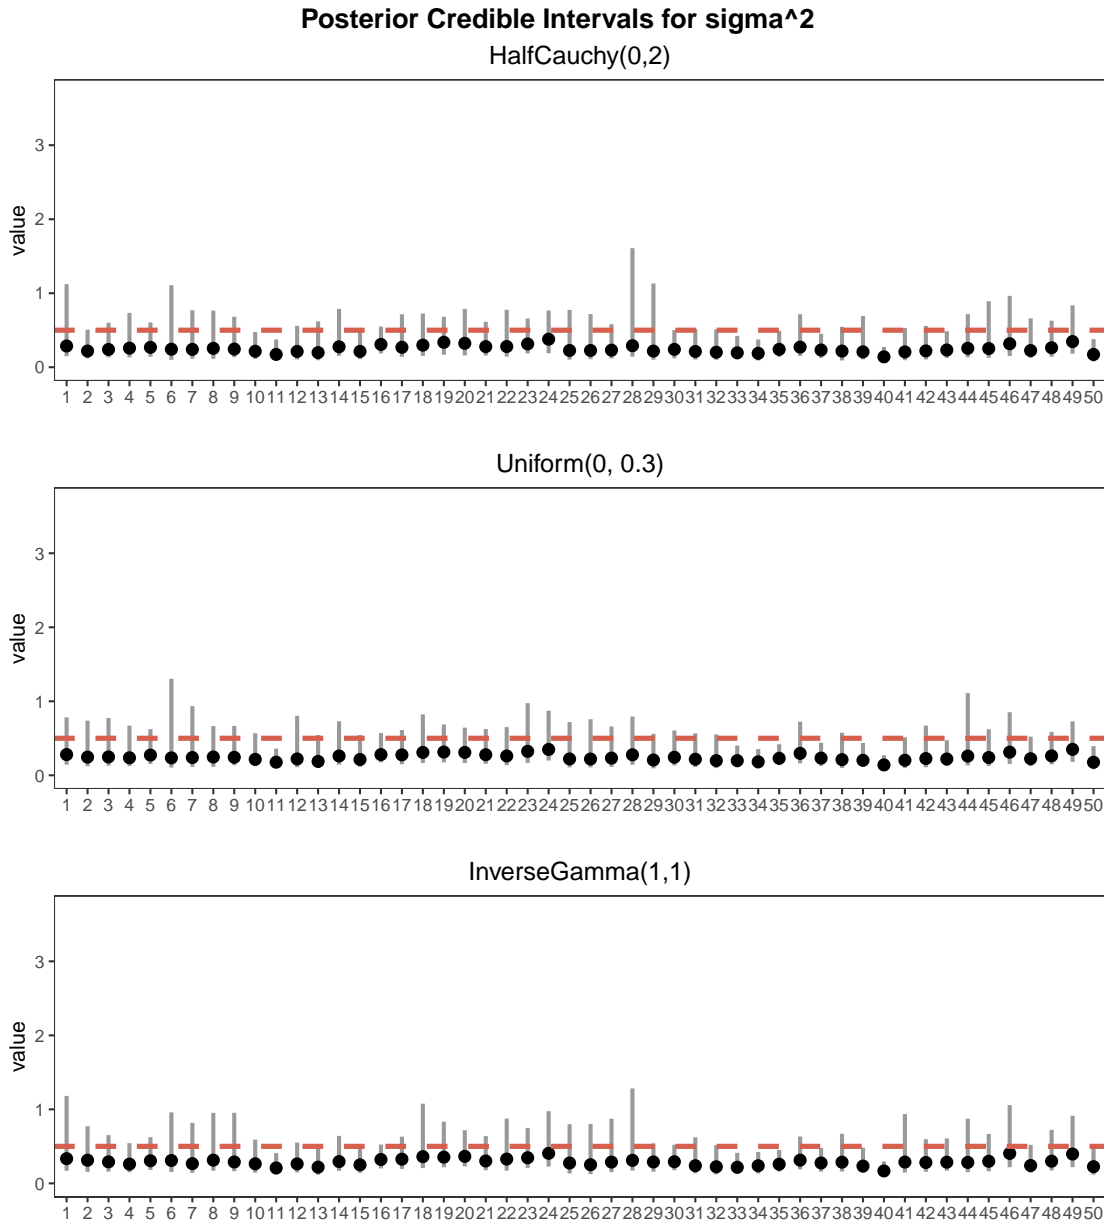 Posterior Credible Intervals for sigma^2
HalfCauchy(0,2)
value
3
2
1
0
1 2 3 4 5 6 7 8 9 10 11 12 13 14 15 16 17 18 19 20 21 22 23 24 25 26 27 28 29 30 31 32 33 34 35 36 37 38 39 40 41 42 43 44 45 46 47 48 49 50
Uniform(0, 0.3)
value
3
2
1
0
1 2 3 4 5 6 7 8 9 10 11 12 13 14 15 16 17 18 19 20 21 22 23 24 25 26 27 28 29 30 31 32 33 34 35 36 37 38 39 40 41 42 43 44 45 46 47 48 49 50
InverseGamma(1,1)
value
3
2
1
0
1 2 3 4 5 6 7 8 9 10 11 12 13 14 15 16 17 18 19 20 21 22 23 24 25 26 27 28 29 30 31 32 33 34 35 36 37 38 39 40 41 42 43 44 45 46 47 48 49 50